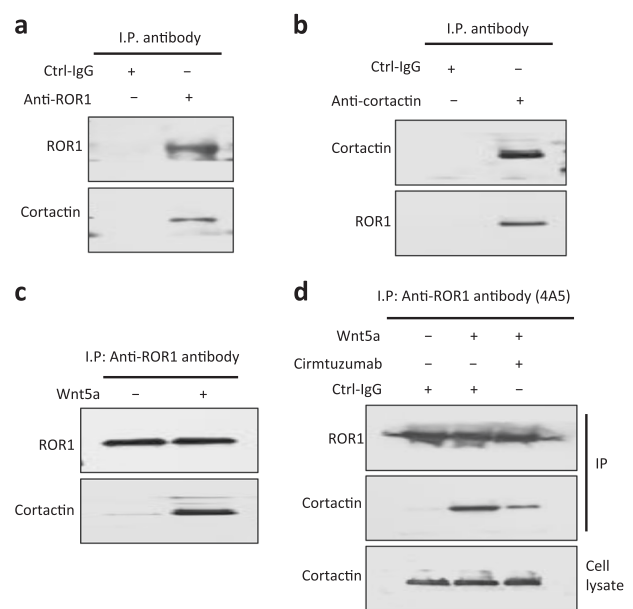 a
I.P. antibody
Ctrl-IgG + –
Anti-ROR1 – +
ROR1
Cortactin
b
I.P. antibody
Ctrl-IgG + –
Anti-cortactin – +
Cortactin
ROR1
c
I.P: Anti-ROR1 antibody
Wnt5a – +
ROR1
Cortactin
d
I.P: Anti-ROR1 antibody (4A5)
Wnt5a – + +
Cirmtuzumab – – +
Ctrl-IgG + + –
ROR1
Cortactin
IP
Cortactin
Cell
lysate